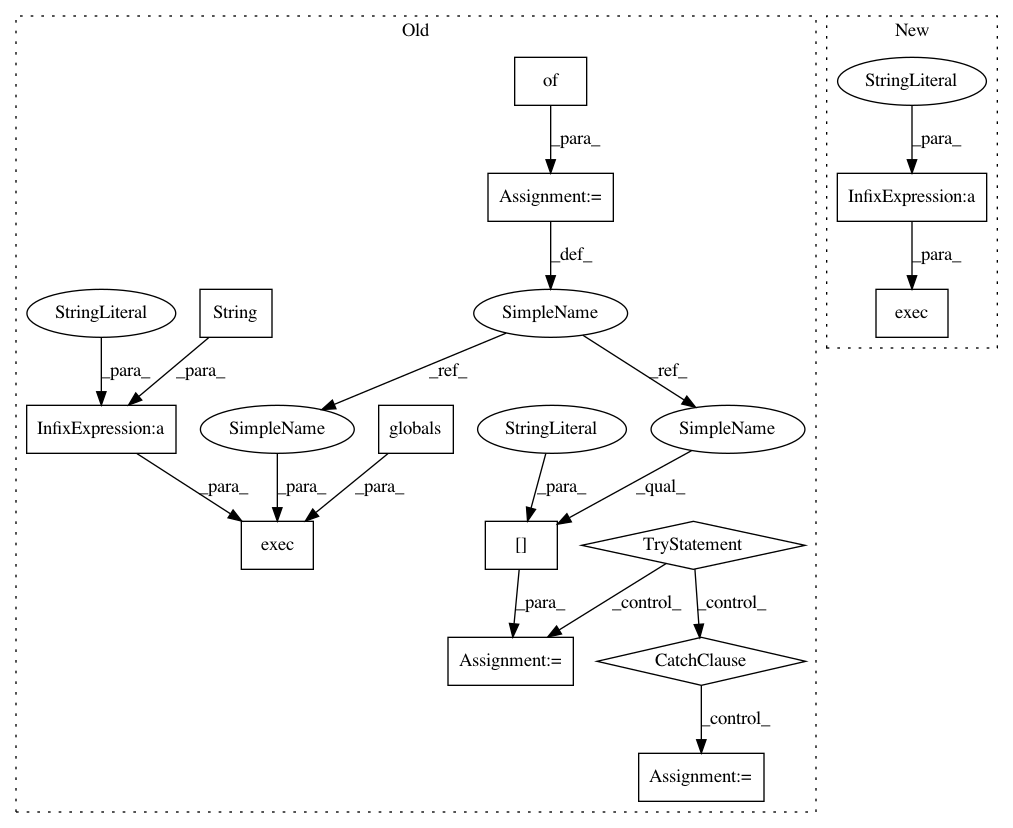 Old
New
of
StringLiteral
_para_
_para_
Assignment:=
InfixExpression:a
_def_
_para_
StringLiteral
String
SimpleName
exec
_para_
_para_
_ref_
_ref_
InfixExpression:a
SimpleName
globals
StringLiteral
SimpleName
_para_
_para_
_para_
_para_
_qual_
exec
[]
TryStatement
_para_
_control_
_control_
Assignment:=
CatchClause
_control_
Assignment:=